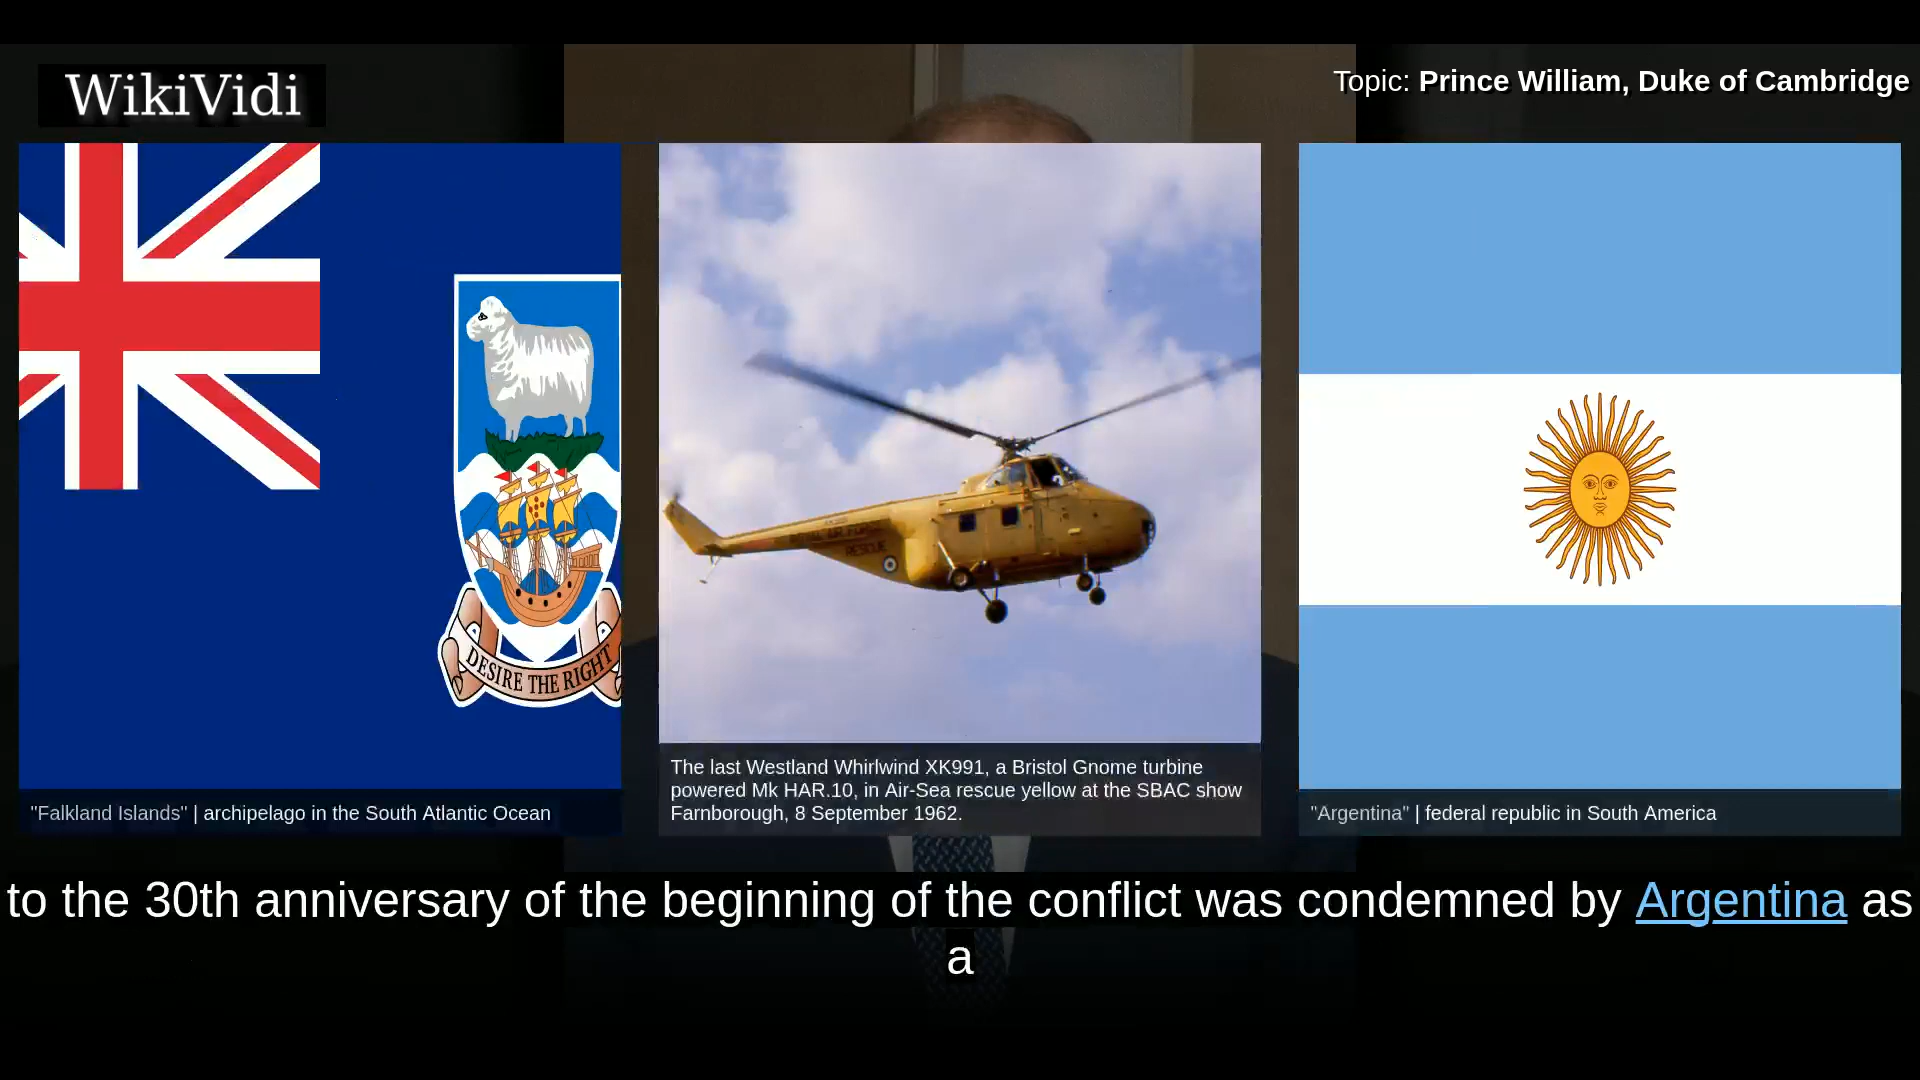 WikiVidi
Topic: Prince William, Duke of Cambridge
DESIRE THE RIGHT
RESCUE
"Falkland Islands" | archipelago in the South Atlantic Ocean
The last Westland Whirlwind XK991, a Bristol Gnome turbine
powered Mk HAR.10, in Air-Sea rescue yellow at the SBAC show
Farnborough, 8 September 1962.
"Argentina" | federal republic in South America
to the 30th anniversary of the beginning of the conflict was condemned by Argentina as
a